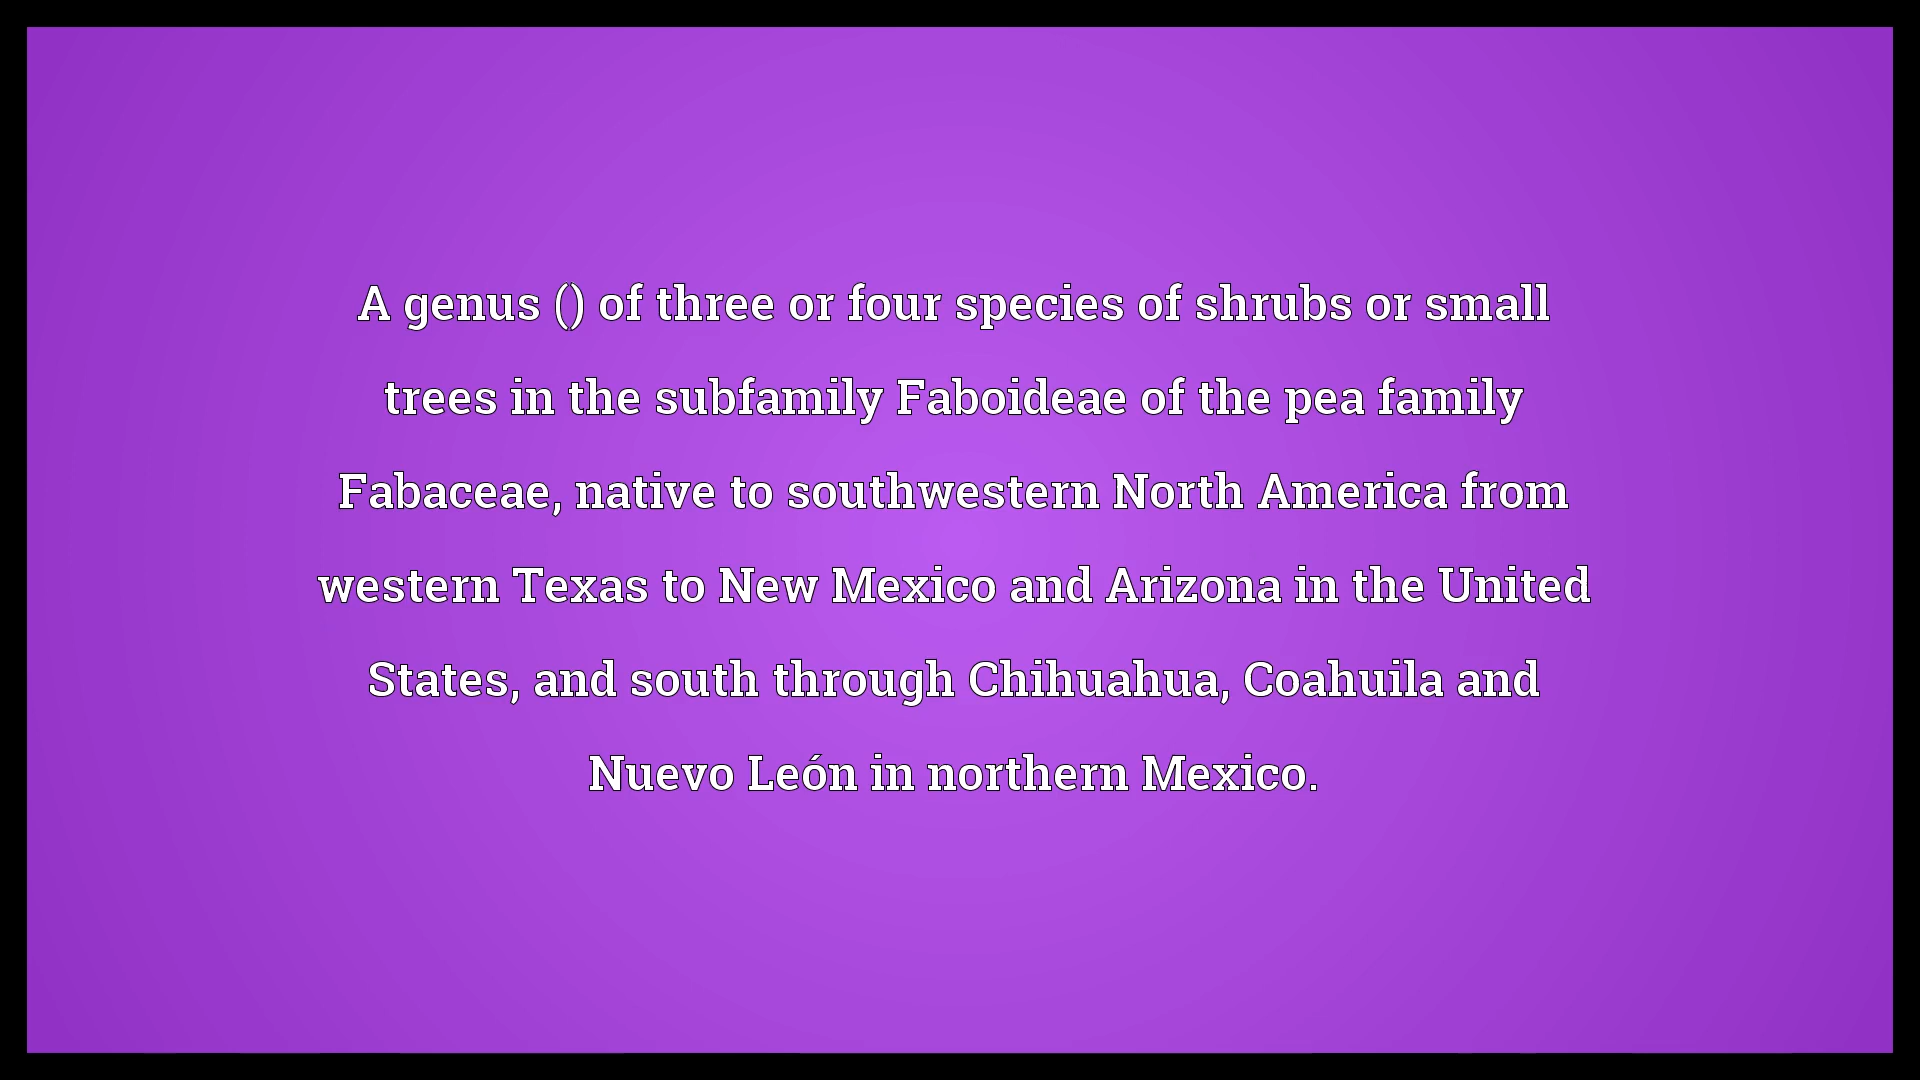 A genus () of three or four species of shrubs or small
trees in the subfamily Faboideae of the pea family
Fabaceae, native to southwestern North America from
western Texas to New Mexico and Arizona in the United
States, and south through Chihuahua, Coahuila and
Nuevo León in northern Mexico.